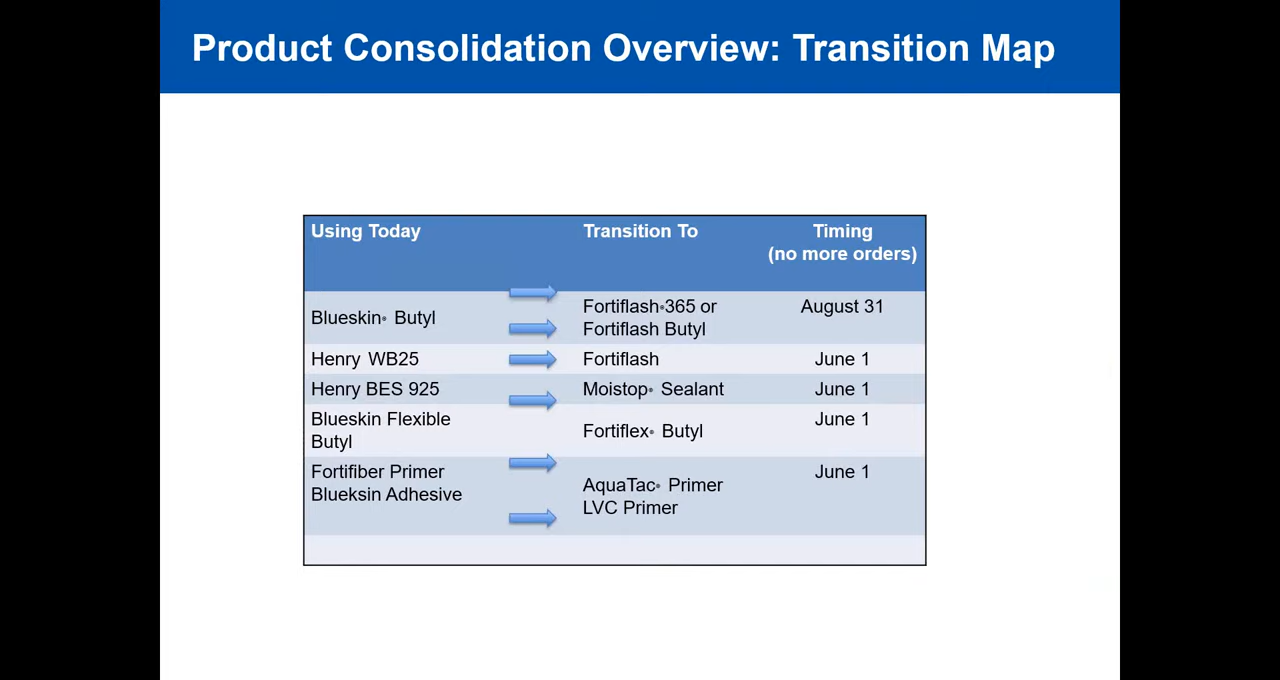 Product Consolidation Overview: Transition Map
Using Today Transition To Timing
(no more orders)
Blueskin® Butyl Fortiflash®365 or August 31
Fortiflash Butyl
Henry WB25 Fortiflash June 1
Henry BES 925 Moistop® Sealant June 1
Blueskin Flexible June 1
Butyl Fortiflex® Butyl
Fortifiber Primer June 1
Blueksin Adhesive AquaTac® Primer
LVC Primer